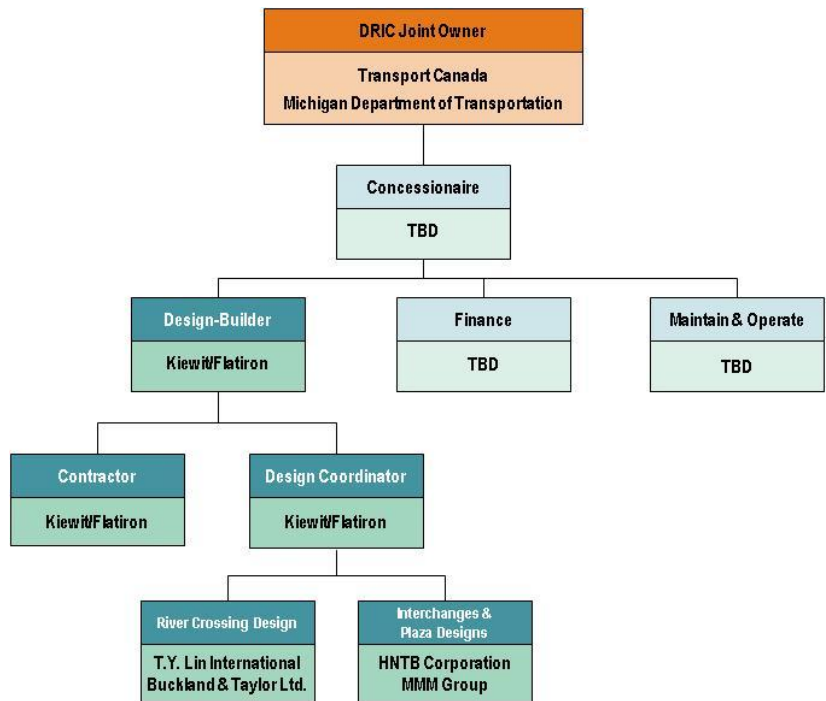 DRIC Joint Owner
Transport Canada
Michigan Department of Transportation
Concessionaire
TBD
Design-Builder
Kiewit/Flatiron
Finance
TBD
Maintain & Operate
TBD
Contractor
Kiewit/Flatiron
Design Coordinator
Kiewit/Flatiron
River Crossing Design
T.Y. Lin International
Buckland & Taylor Ltd.
Interchanges &
Plaza Designs
HNTB Corporation
MMM Group